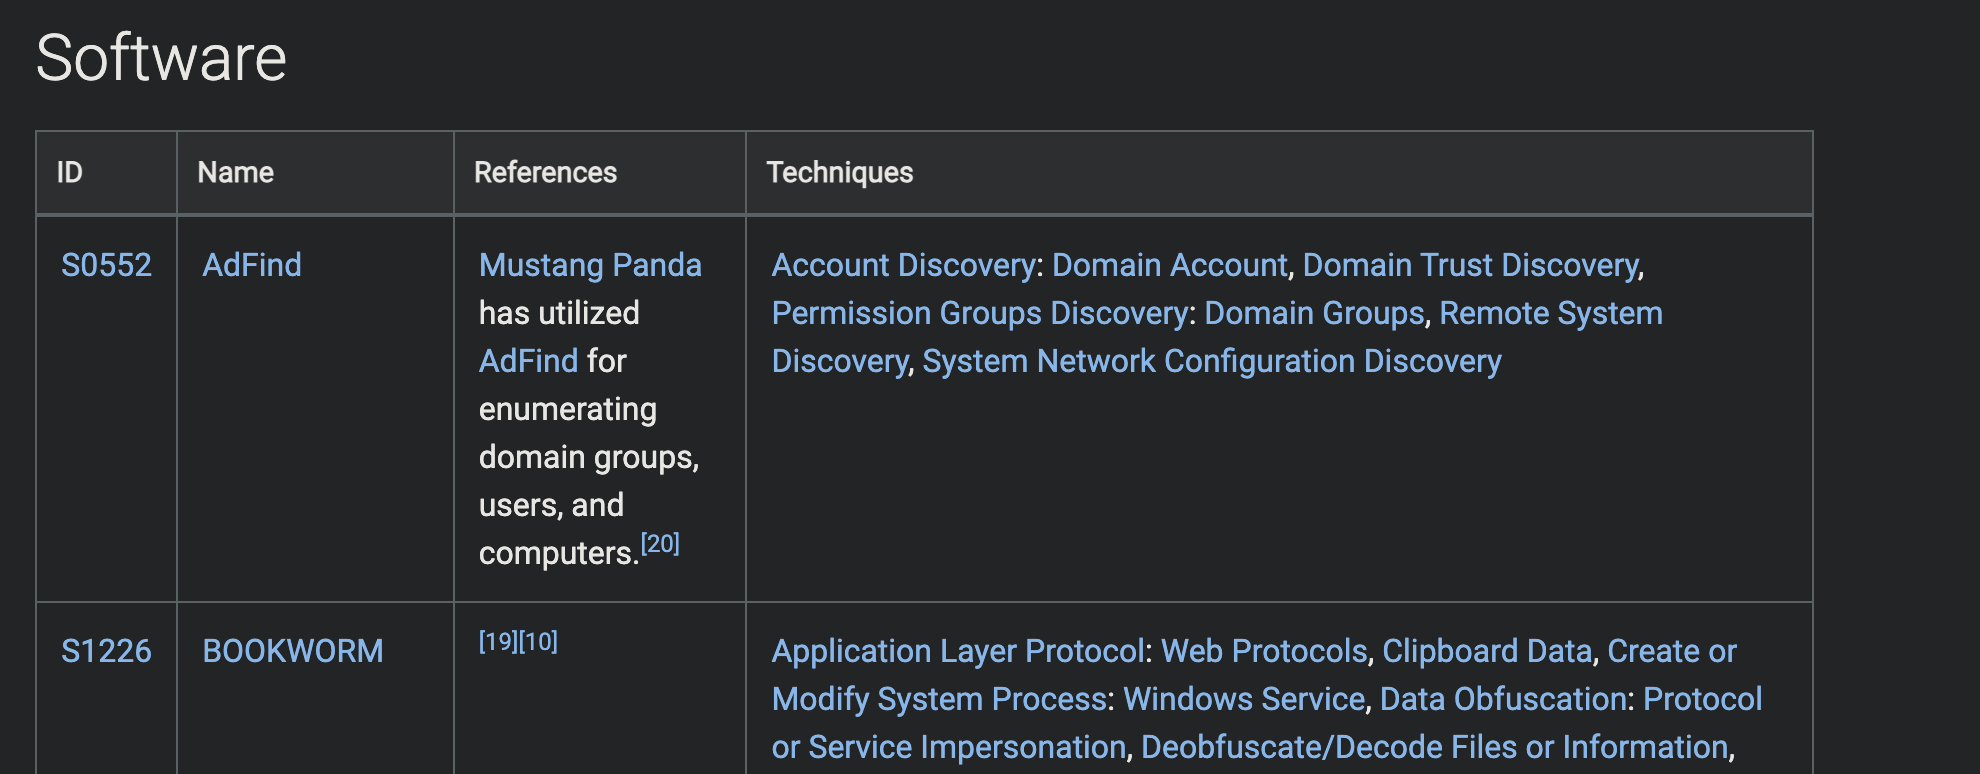 Software
ID Name References Techniques
S0552 AdFind Mustang Panda has utilized AdFind for enumerating domain groups, users, and computers.[20] Account Discovery: Domain Account, Domain Trust Discovery,
Permission Groups Discovery: Domain Groups, Remote System
Discovery, System Network Configuration Discovery
S1226 BOOKWORM [19][10] Application Layer Protocol: Web Protocols, Clipboard Data, Create or
Modify System Process: Windows Service, Data Obfuscation: Protocol
or Service Impersonation, Deobfuscate/Decode Files or Information,